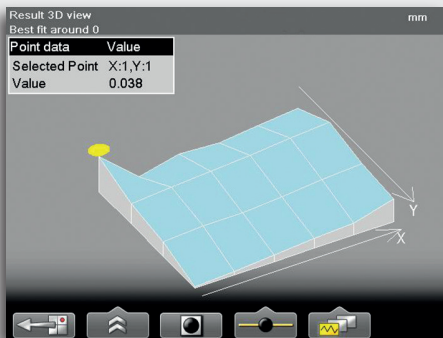 Result 3D view
mm
Best fit around 0
Point data Value
Selected Point X:1,Y:1
Value 0.038
Y
X